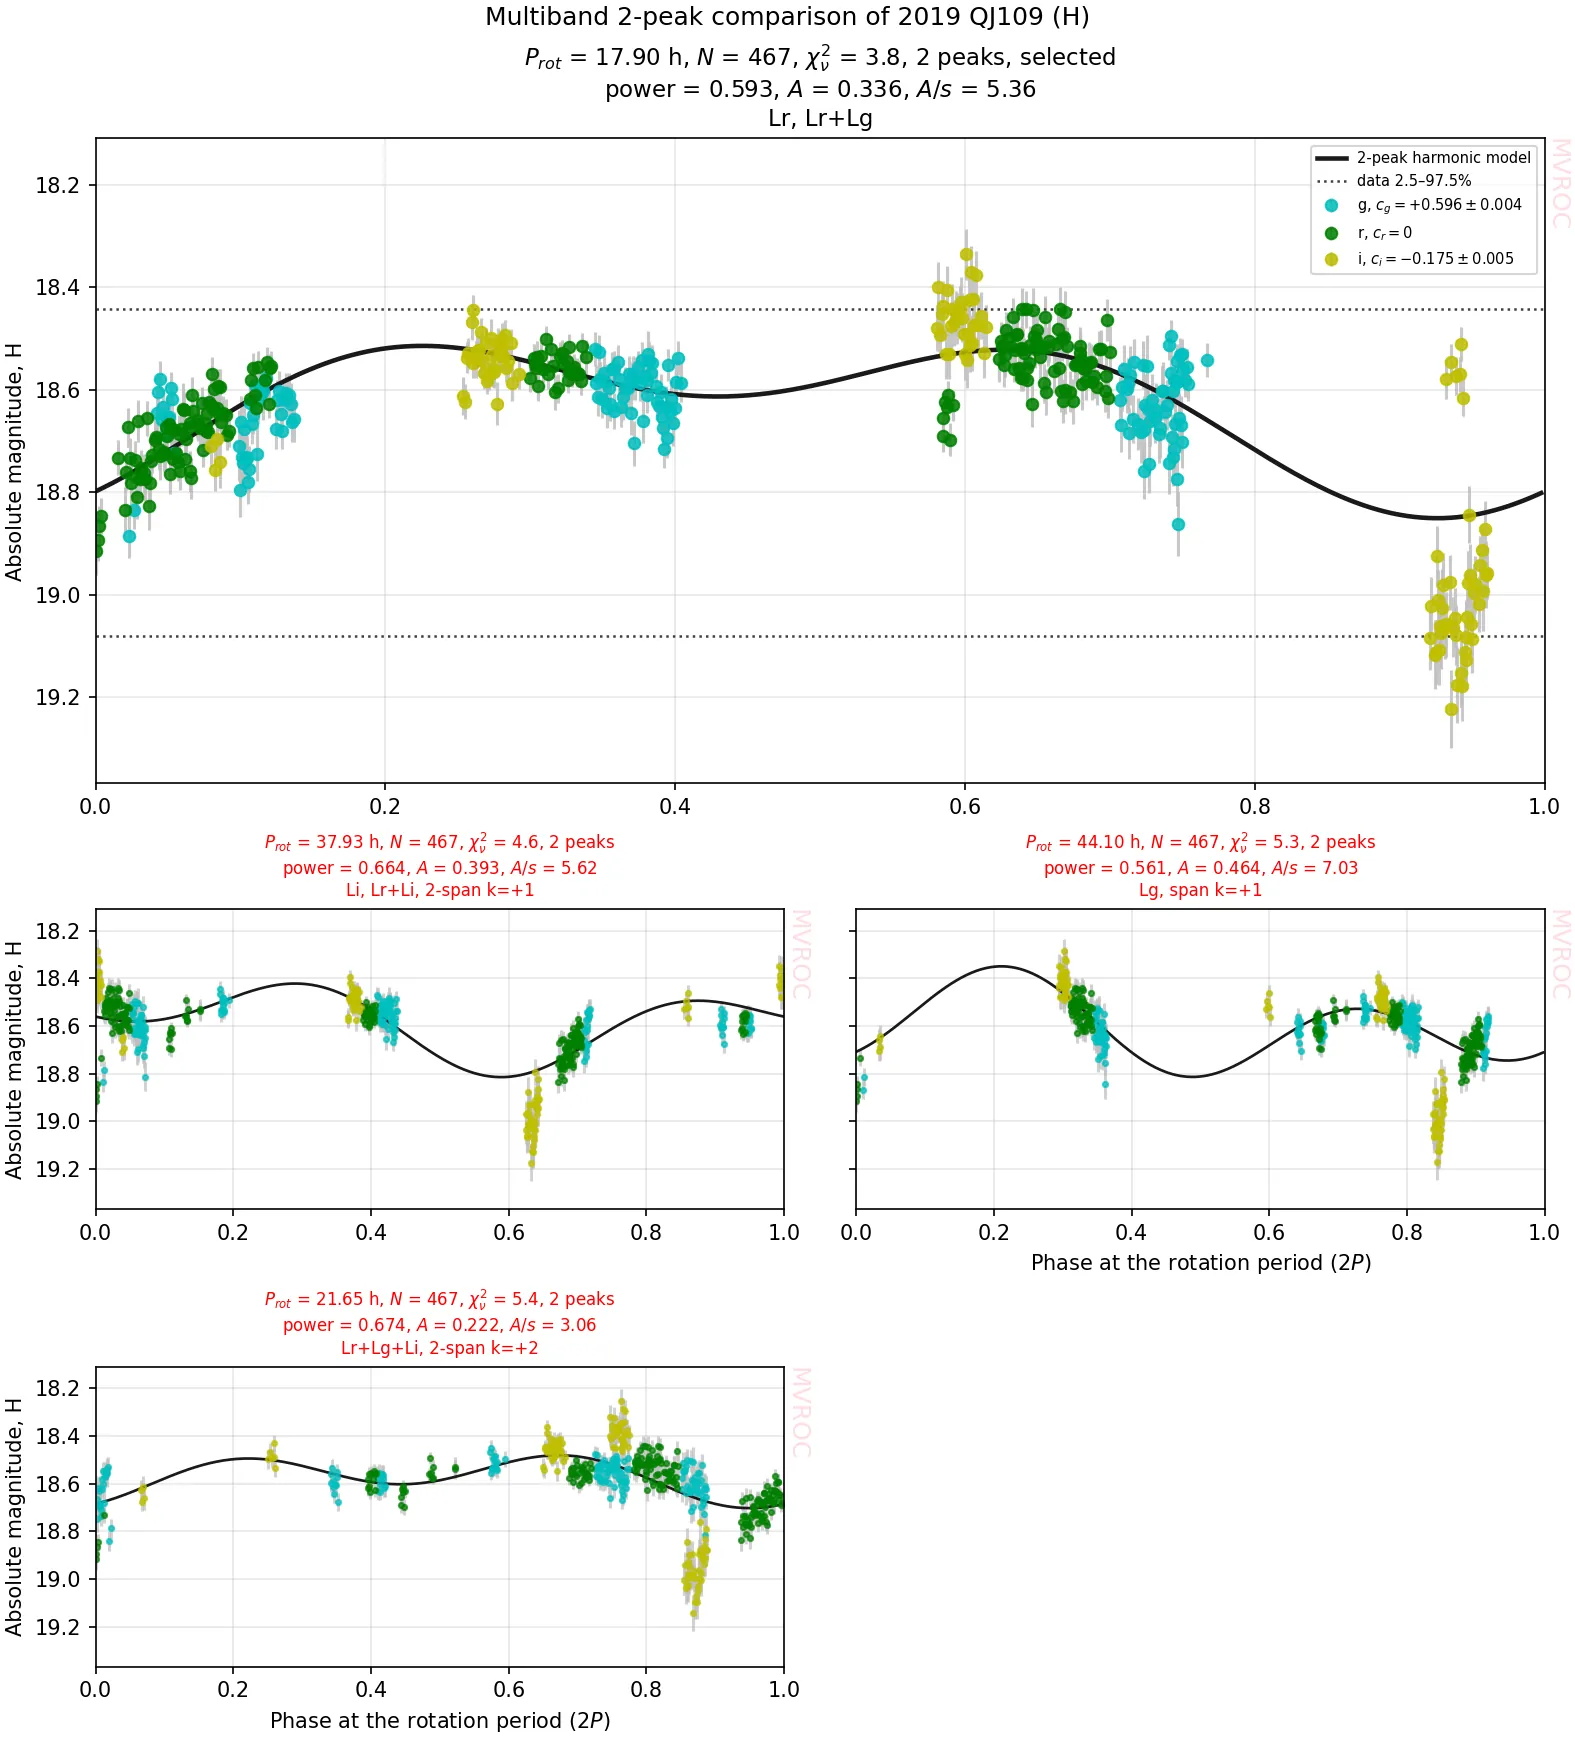 Multiband 2-peak comparison of 2019 QJ109 (H)
P_rot = 17.90 h, N = 467, χ²_ν = 3.8, 2 peaks, selected
power = 0.593, A = 0.336, A/s = 5.36
Lr, Lr+Lg
MVROC
2-peak harmonic model
data 2.5–97.5%
g, c_g = +0.596 ± 0.004
r, c_r = 0
i, c_i = −0.175 ± 0.005
Absolute magnitude, H
18.2
18.4
18.6
18.8
19.0
19.2
0.0 0.2 0.4 0.6 0.8 1.0
P_rot = 37.93 h, N = 467, χ²_ν = 4.6, 2 peaks
power = 0.664, A = 0.393, A/s = 5.62
Li, Lr+Li, 2-span k=+1
MVROC
Absolute magnitude, H
18.2
18.4
18.6
18.8
19.0
19.2
0.0 0.2 0.4 0.6 0.8 1.0
P_rot = 44.10 h, N = 467, χ²_ν = 5.3, 2 peaks
power = 0.561, A = 0.464, A/s = 7.03
Lg, span k=+1
MVROC
0.0 0.2 0.4 0.6 0.8 1.0
Phase at the rotation period (2P)
P_rot = 21.65 h, N = 467, χ²_ν = 5.4, 2 peaks
power = 0.674, A = 0.222, A/s = 3.06
Lr+Lg+Li, 2-span k=+2
MVROC
Absolute magnitude, H
18.2
18.4
18.6
18.8
19.0
19.2
0.0 0.2 0.4 0.6 0.8 1.0
Phase at the rotation period (2P)